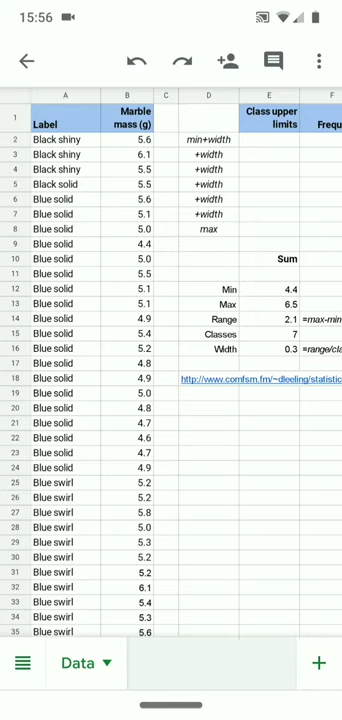 15:56
A B C D E F
1 Label Marble mass (g) Class upper limits Frequ
2 Black shiny 5.6 min+width
3 Black shiny 6.1 +width
4 Black shiny 5.5 +width
5 Black solid 5.5 +width
6 Blue solid 5.6 +width
7 Blue solid 5.1 +width
8 Blue solid 5.0 max
9 Blue solid 4.4
10 Blue solid 5.0 Sum
11 Blue solid 5.5
12 Blue solid 5.1 Min 4.4
13 Blue solid 5.1 Max 6.5
14 Blue solid 4.9 Range 2.1 =max-min
15 Blue solid 5.4 Classes 7
16 Blue solid 5.2 Width 0.3 =range/cla
17 Blue solid 4.8
18 Blue solid 4.9 http://www.comfsm.fm/~dleeling/statistic
19 Blue solid 5.0
20 Blue solid 4.8
21 Blue solid 4.7
22 Blue solid 4.6
23 Blue solid 4.7
24 Blue solid 4.9
25 Blue swirl 5.2
26 Blue swirl 5.2
27 Blue swirl 5.8
28 Blue swirl 5.0
29 Blue swirl 5.3
30 Blue swirl 5.2
31 Blue swirl 5.2
32 Blue swirl 6.1
33 Blue swirl 5.4
34 Blue swirl 5.3
35 Blue swirl 5.6
Data